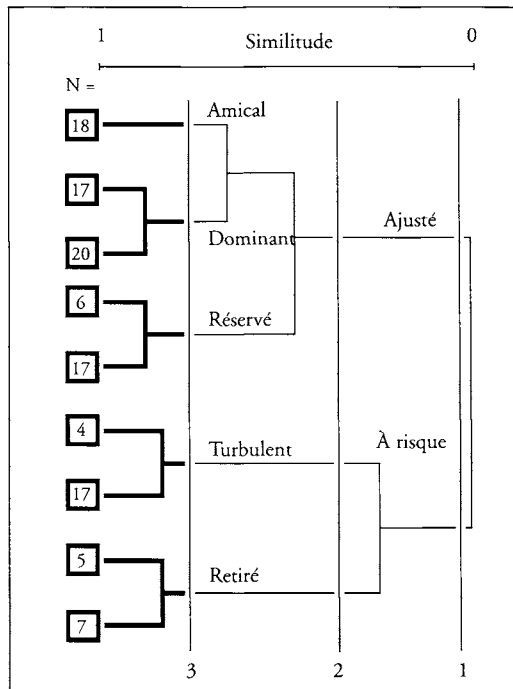 1 Similitude 0
N =
18 Amical
17
20 Dominant Ajusté
6
Réservé
17
4 À risque
Turbulent
17
5
Retiré
7
3 2 1